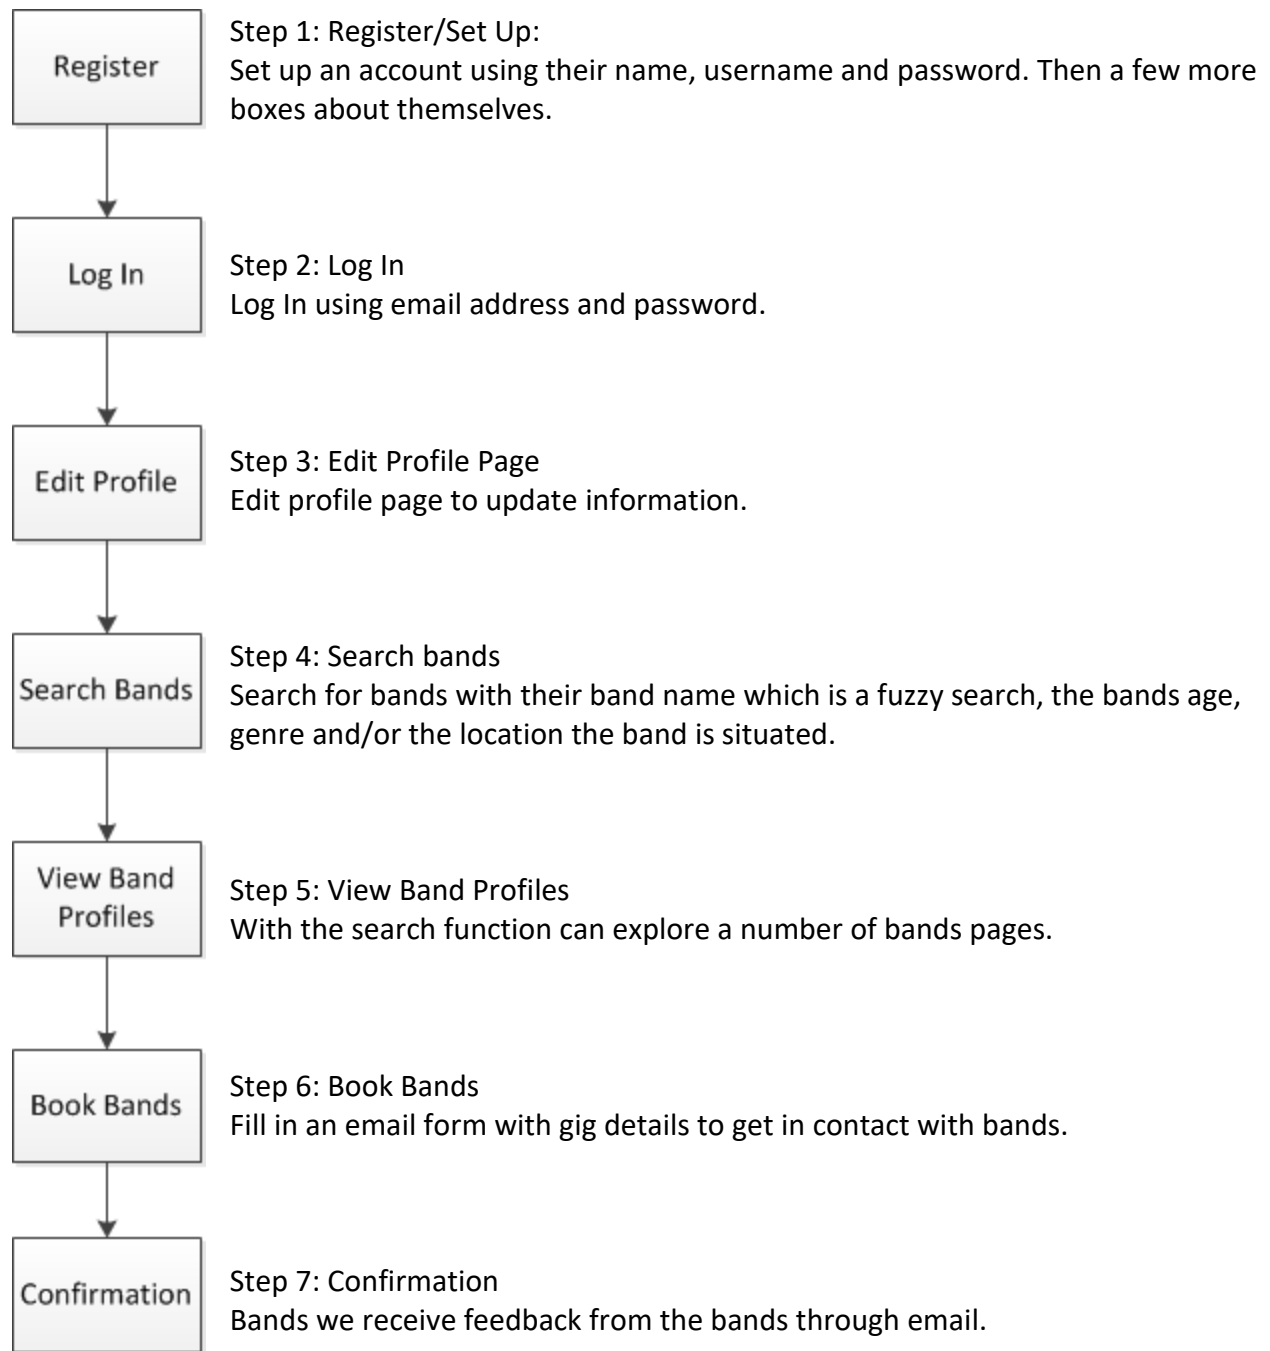 Register
Step 1: Register/Set Up:
Set up an account using their name, username and password. Then a few more
boxes about themselves.
Log In
Step 2: Log In
Log In using email address and password.
Edit Profile
Step 3: Edit Profile Page
Edit profile page to update information.
Search Bands
Step 4: Search bands
Search for bands with their band name which is a fuzzy search, the bands age,
genre and/or the location the band is situated.
View Band
Profiles
Step 5: View Band Profiles
With the search function can explore a number of bands pages.
Book Bands
Step 6: Book Bands
Fill in an email form with gig details to get in contact with bands.
Confirmation
Step 7: Confirmation
Bands we receive feedback from the bands through email.